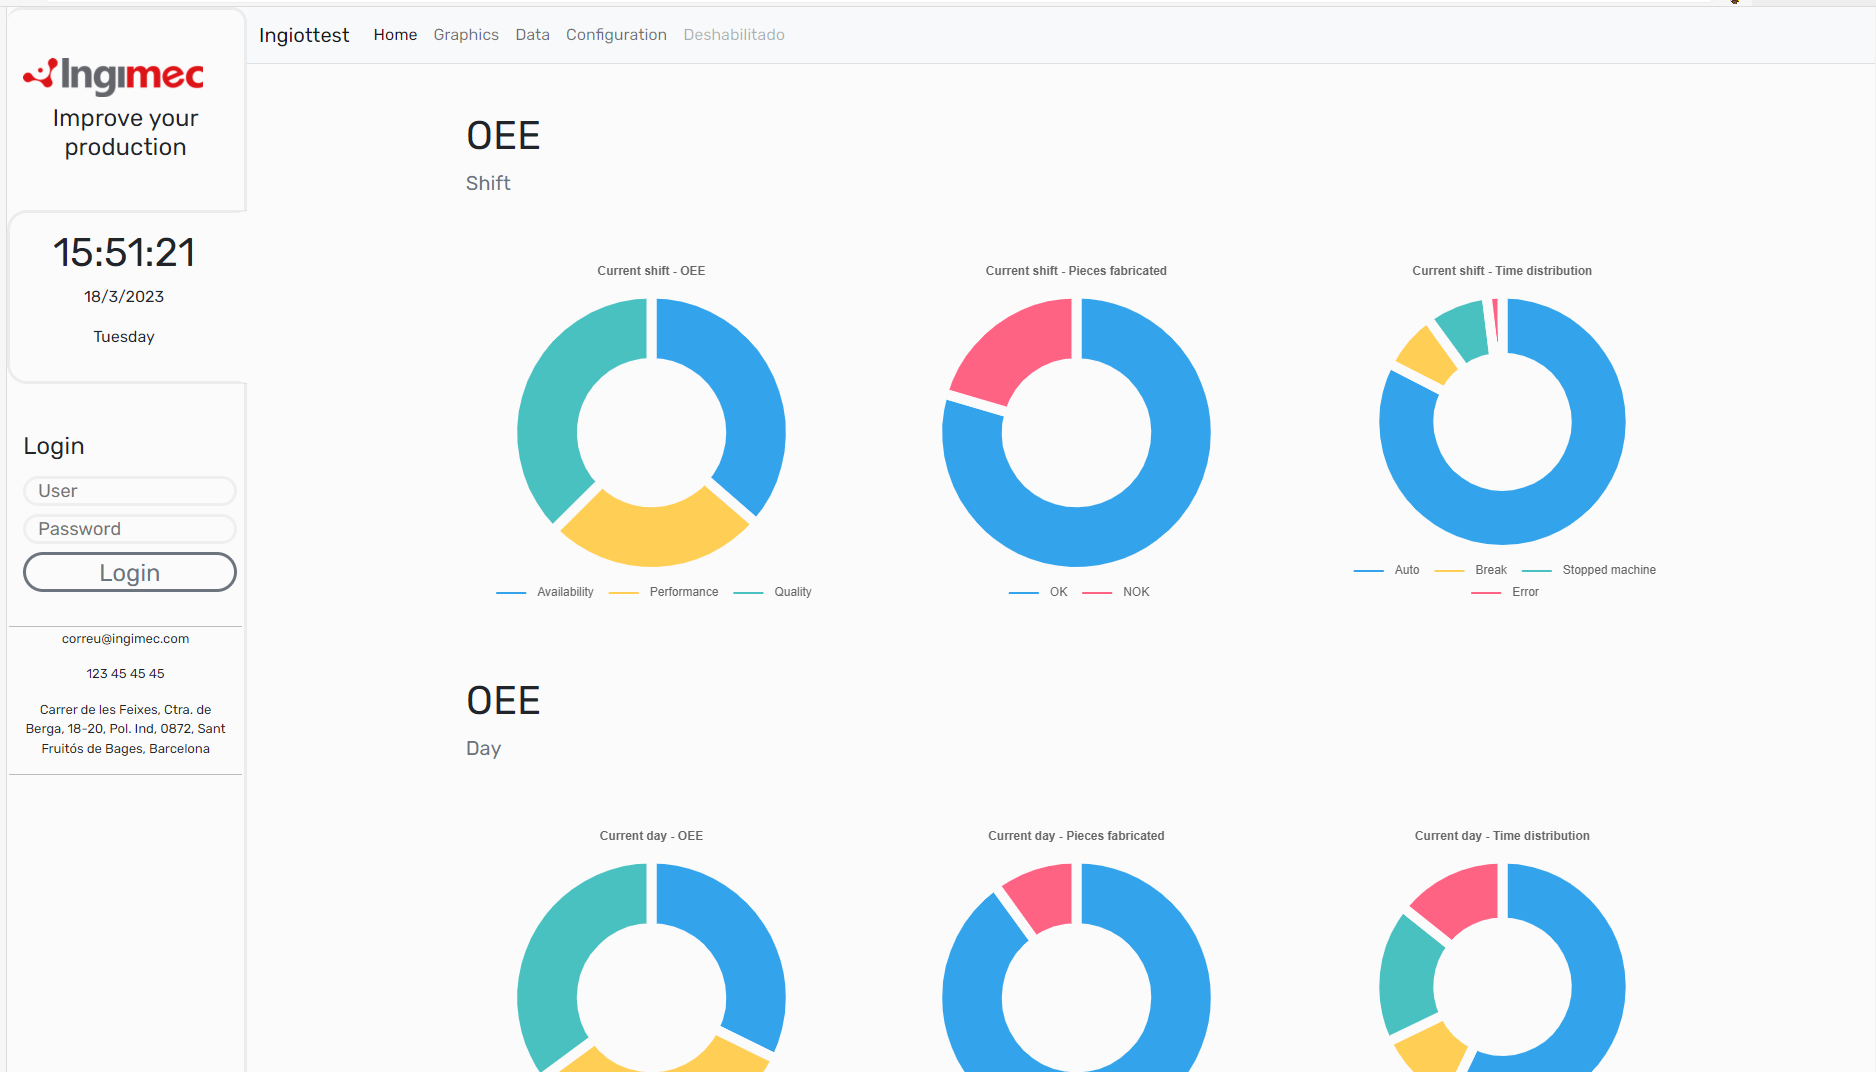 Ingimec
Improve your
production
15:51:21
18/3/2023
Tuesday
Login
User
Password
Login
correu@ingimec.com
123 45 45 45
Carrer de les Feixes, Ctra. de
Berga, 18-20, Pol. Ind, 0872, Sant
Fruitós de Bages, Barcelona
Ingiottest Home Graphics Data Configuration Deshabilitado
OEE
Shift
Current shift - OEE
Availability Performance Quality
Current shift - Pieces fabricated
OK NOK
Current shift - Time distribution
Auto Break Stopped machine
Error
OEE
Day
Current day - OEE
Current day - Pieces fabricated
Current day - Time distribution